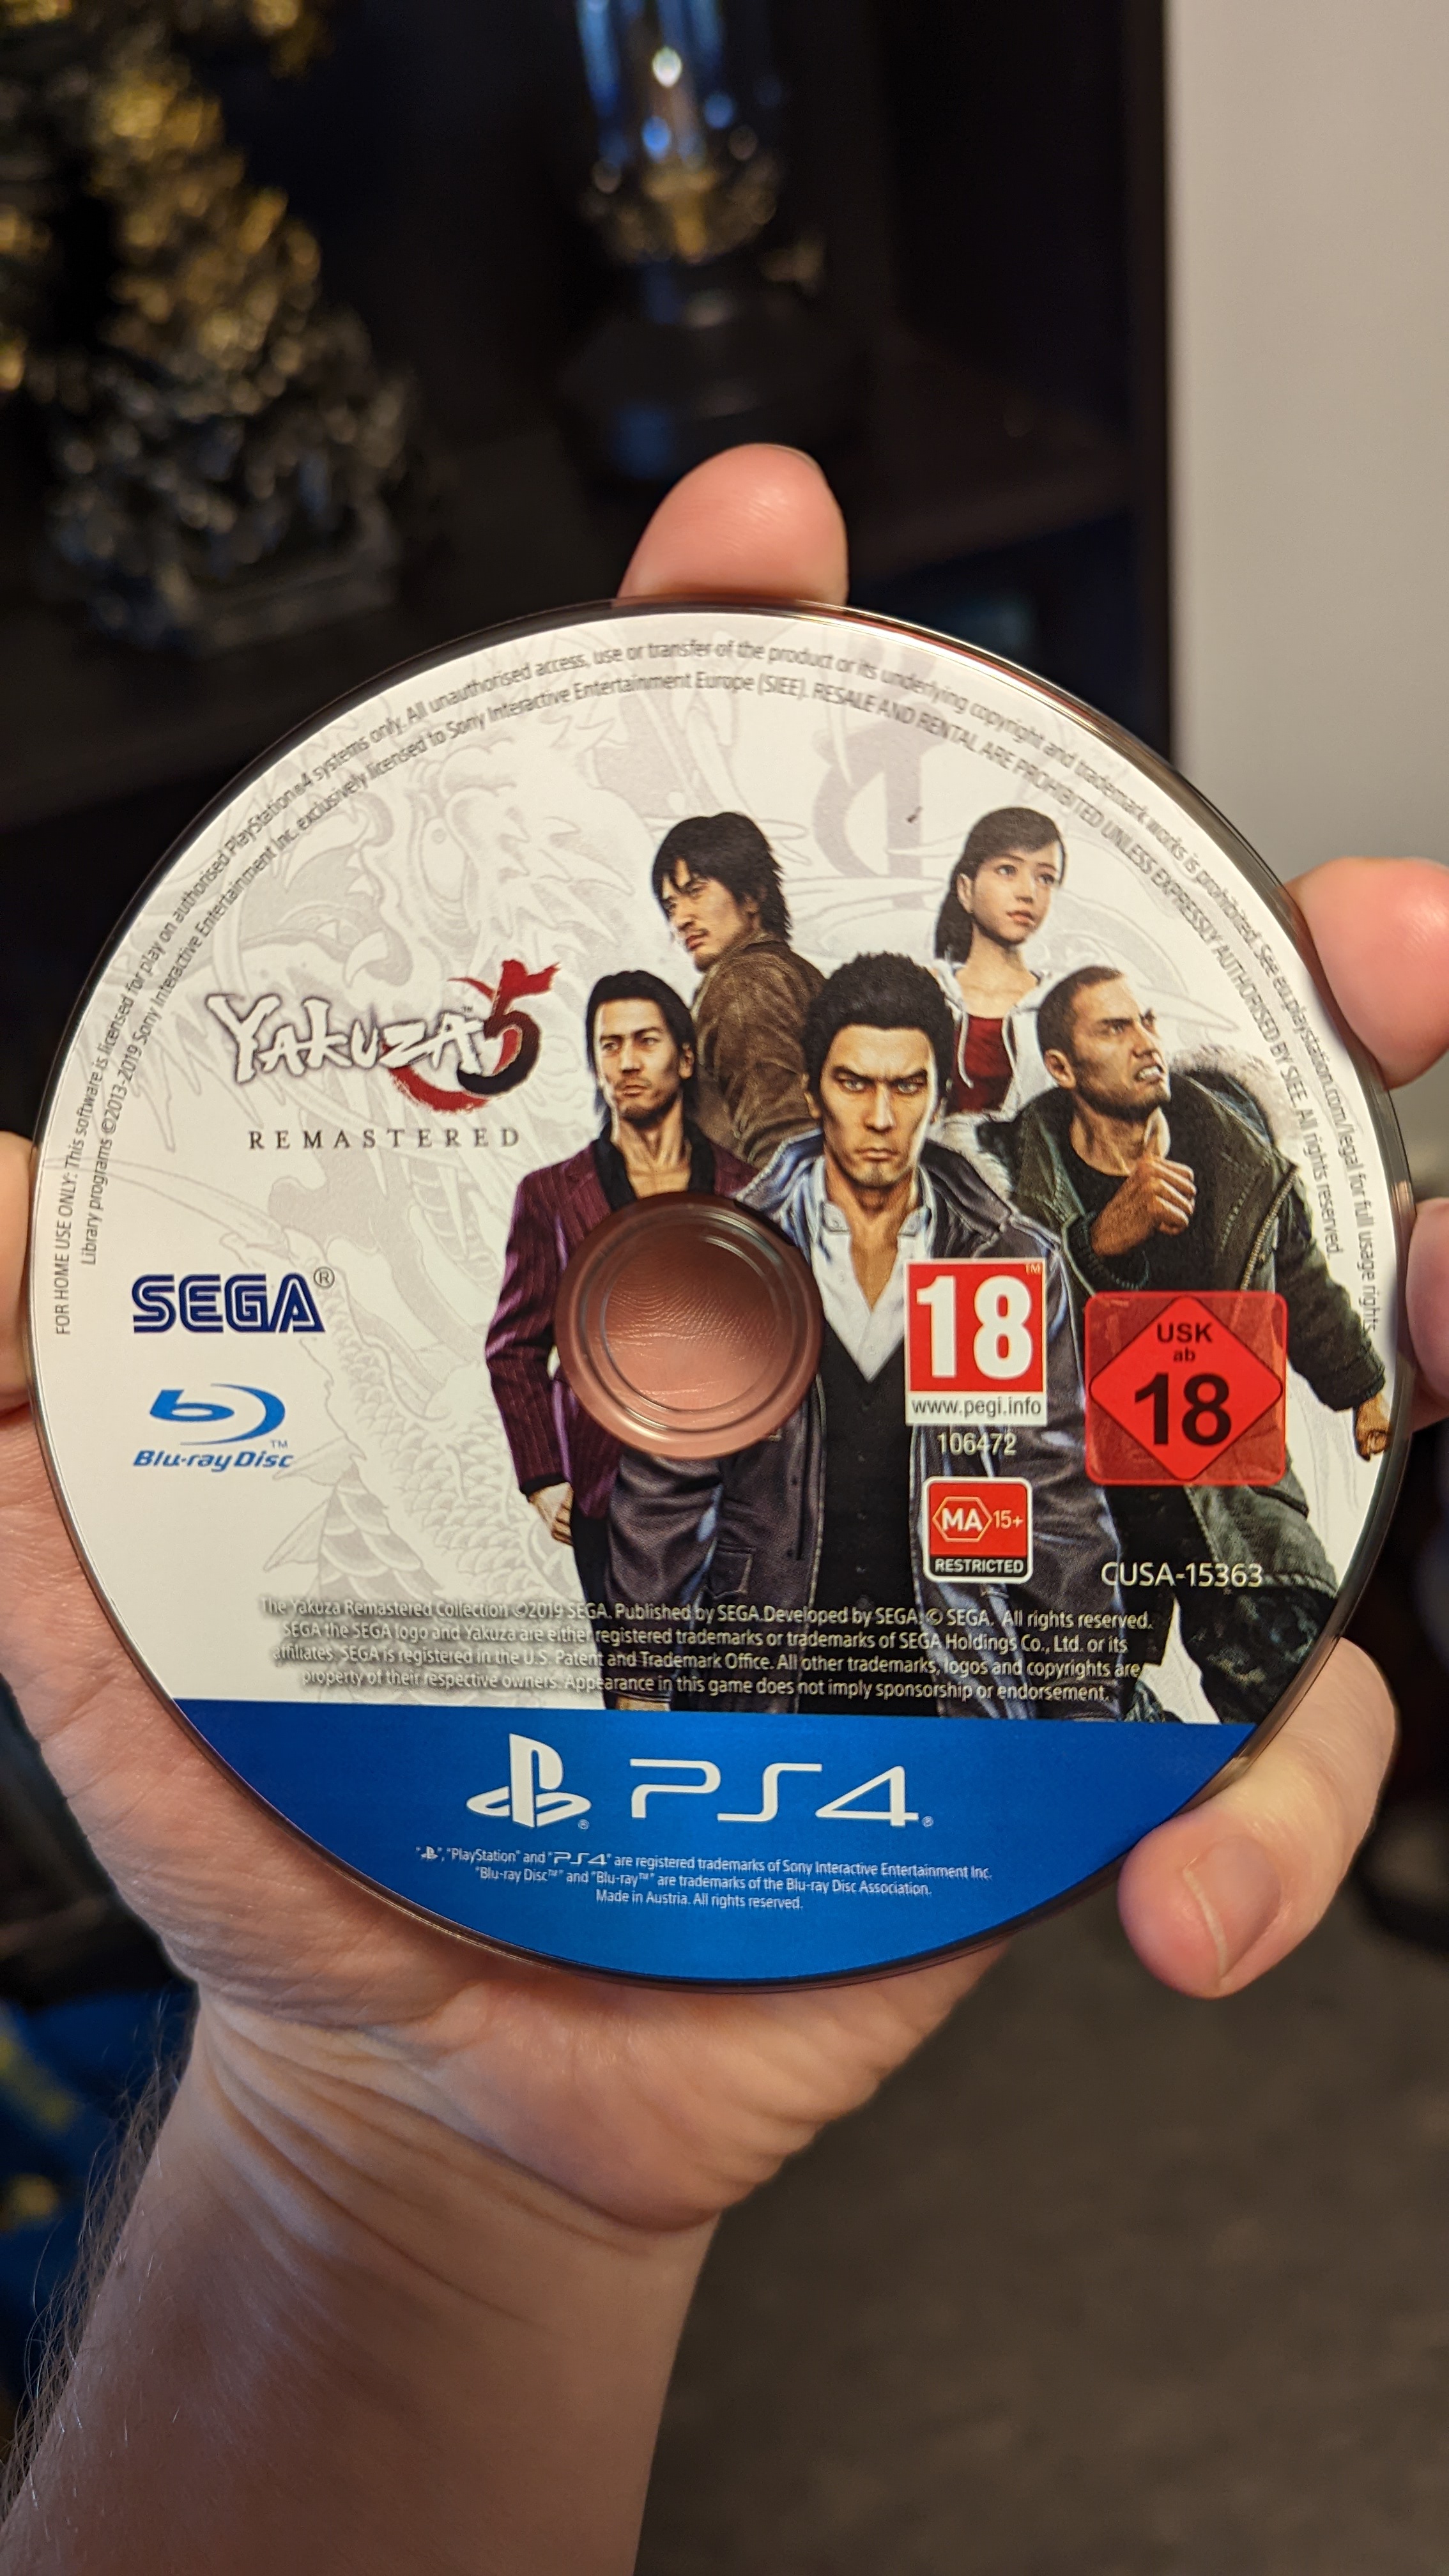 FOR HOME USE ONLY: This software is licensed for play on authorised PlayStation®4 systems only. All unauthorised access, use or transfer of the product or its underlying copyright and trademark works is prohibited. See eu.playstation.com/legal for full usage rights.
Library programs ©2013-2019 Sony Interactive Entertainment Inc. exclusively licensed to Sony Interactive Entertainment Europe (SIEE). RESALE AND RENTAL ARE PROHIBITED UNLESS EXPRESSLY AUTHORISED BY SIEE. All rights reserved.
YAKUZA 5™
REMASTERED
SEGA®
Blu-ray Disc™
18™
www.pegi.info
106472
USK
ab
18
MA 15+
RESTRICTED
CUSA-15363
The Yakuza Remastered Collection ©2019 SEGA. Published by SEGA. Developed by SEGA. © SEGA. All rights reserved.
SEGA the SEGA logo and Yakuza are either registered trademarks or trademarks of SEGA Holdings Co., Ltd. or its
affiliates. SEGA is registered in the U.S. Patent and Trademark Office. All other trademarks, logos and copyrights are
property of their respective owners. Appearance in this game does not imply sponsorship or endorsement.
PS4®
"", "PlayStation" and "PS4" are registered trademarks of Sony Interactive Entertainment Inc.
"Blu-ray Disc™" and "Blu-ray™" are trademarks of the Blu-ray Disc Association.
Made in Austria. All rights reserved.